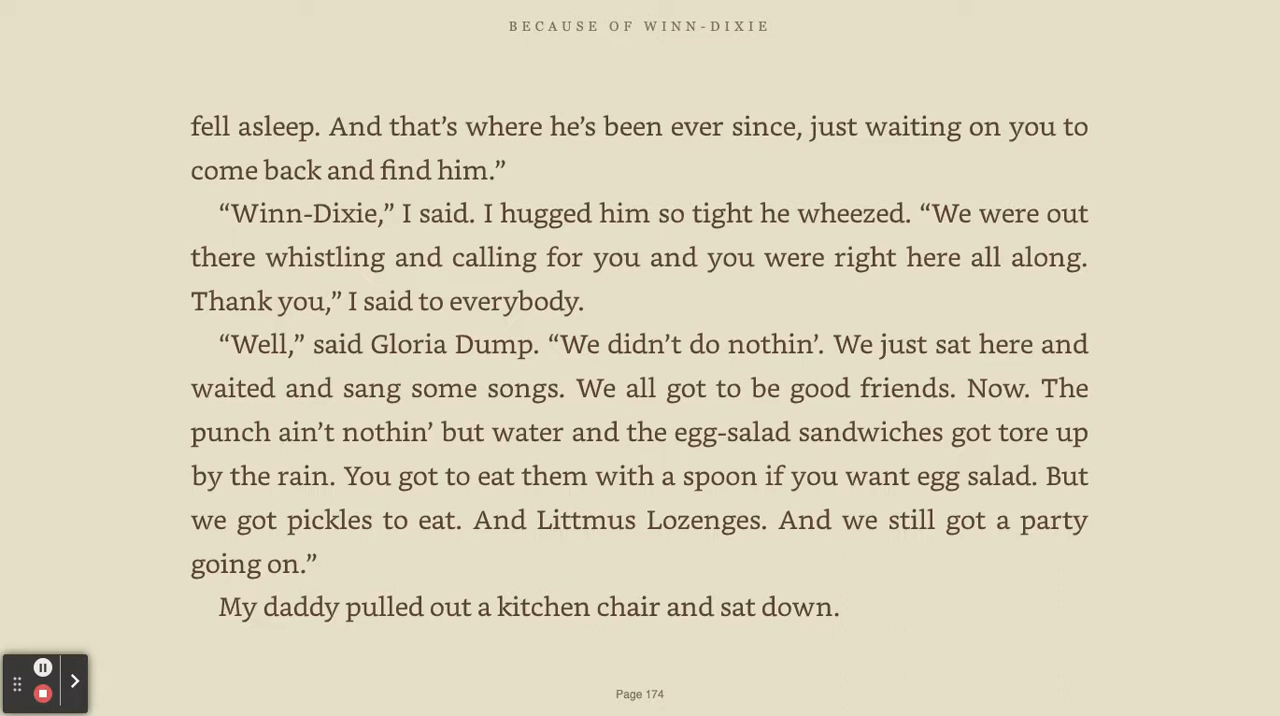 BECAUSE OF WINN-DIXIE
fell asleep. And that’s where he’s been ever since, just waiting on you to
come back and find him.”
“Winn-Dixie,” I said. I hugged him so tight he wheezed. “We were out
there whistling and calling for you and you were right here all along.
Thank you,” I said to everybody.
“Well,” said Gloria Dump. “We didn’t do nothin’. We just sat here and
waited and sang some songs. We all got to be good friends. Now. The
punch ain’t nothin’ but water and the egg-salad sandwiches got tore up
by the rain. You got to eat them with a spoon if you want egg salad. But
we got pickles to eat. And Littmus Lozenges. And we still got a party
going on.”
My daddy pulled out a kitchen chair and sat down.
Page 174